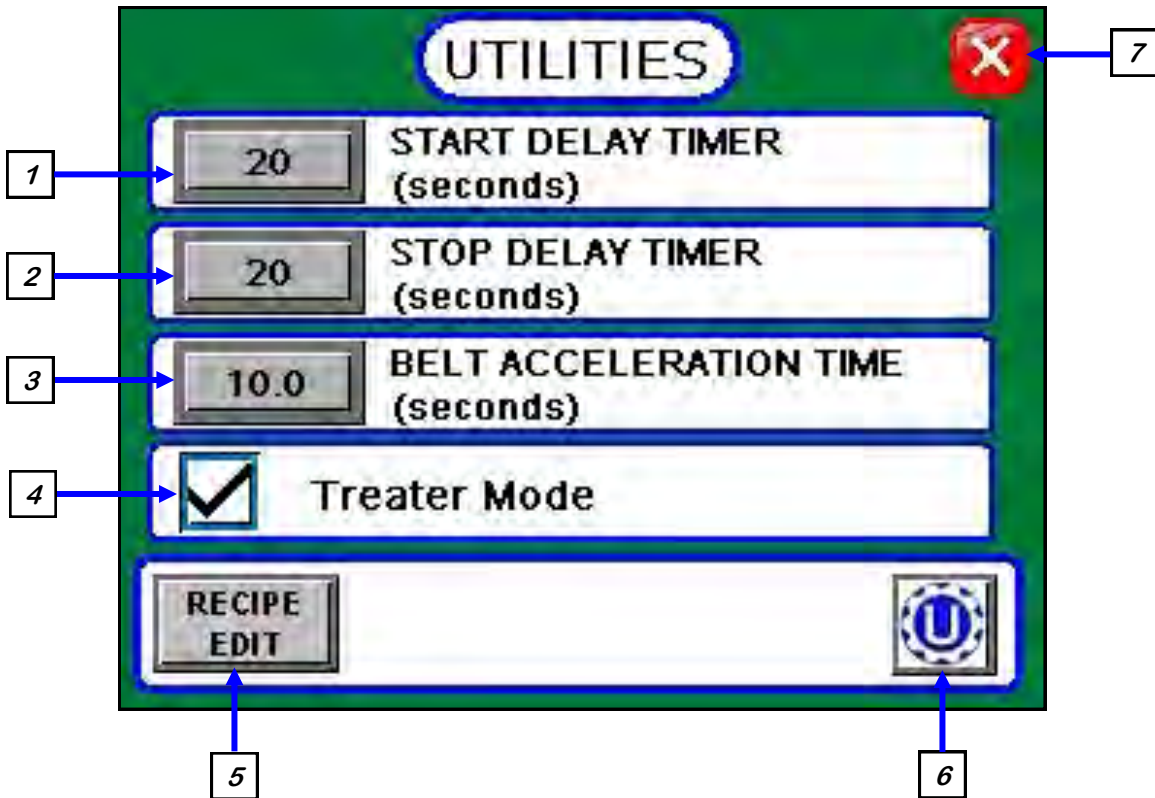 UTILITIES
7
1
20
START DELAY TIMER
(seconds)
2
20
STOP DELAY TIMER
(seconds)
3
10.0
BELT ACCELERATION TIME
(seconds)
4
Treater Mode
RECIPE
EDIT
U
5
6